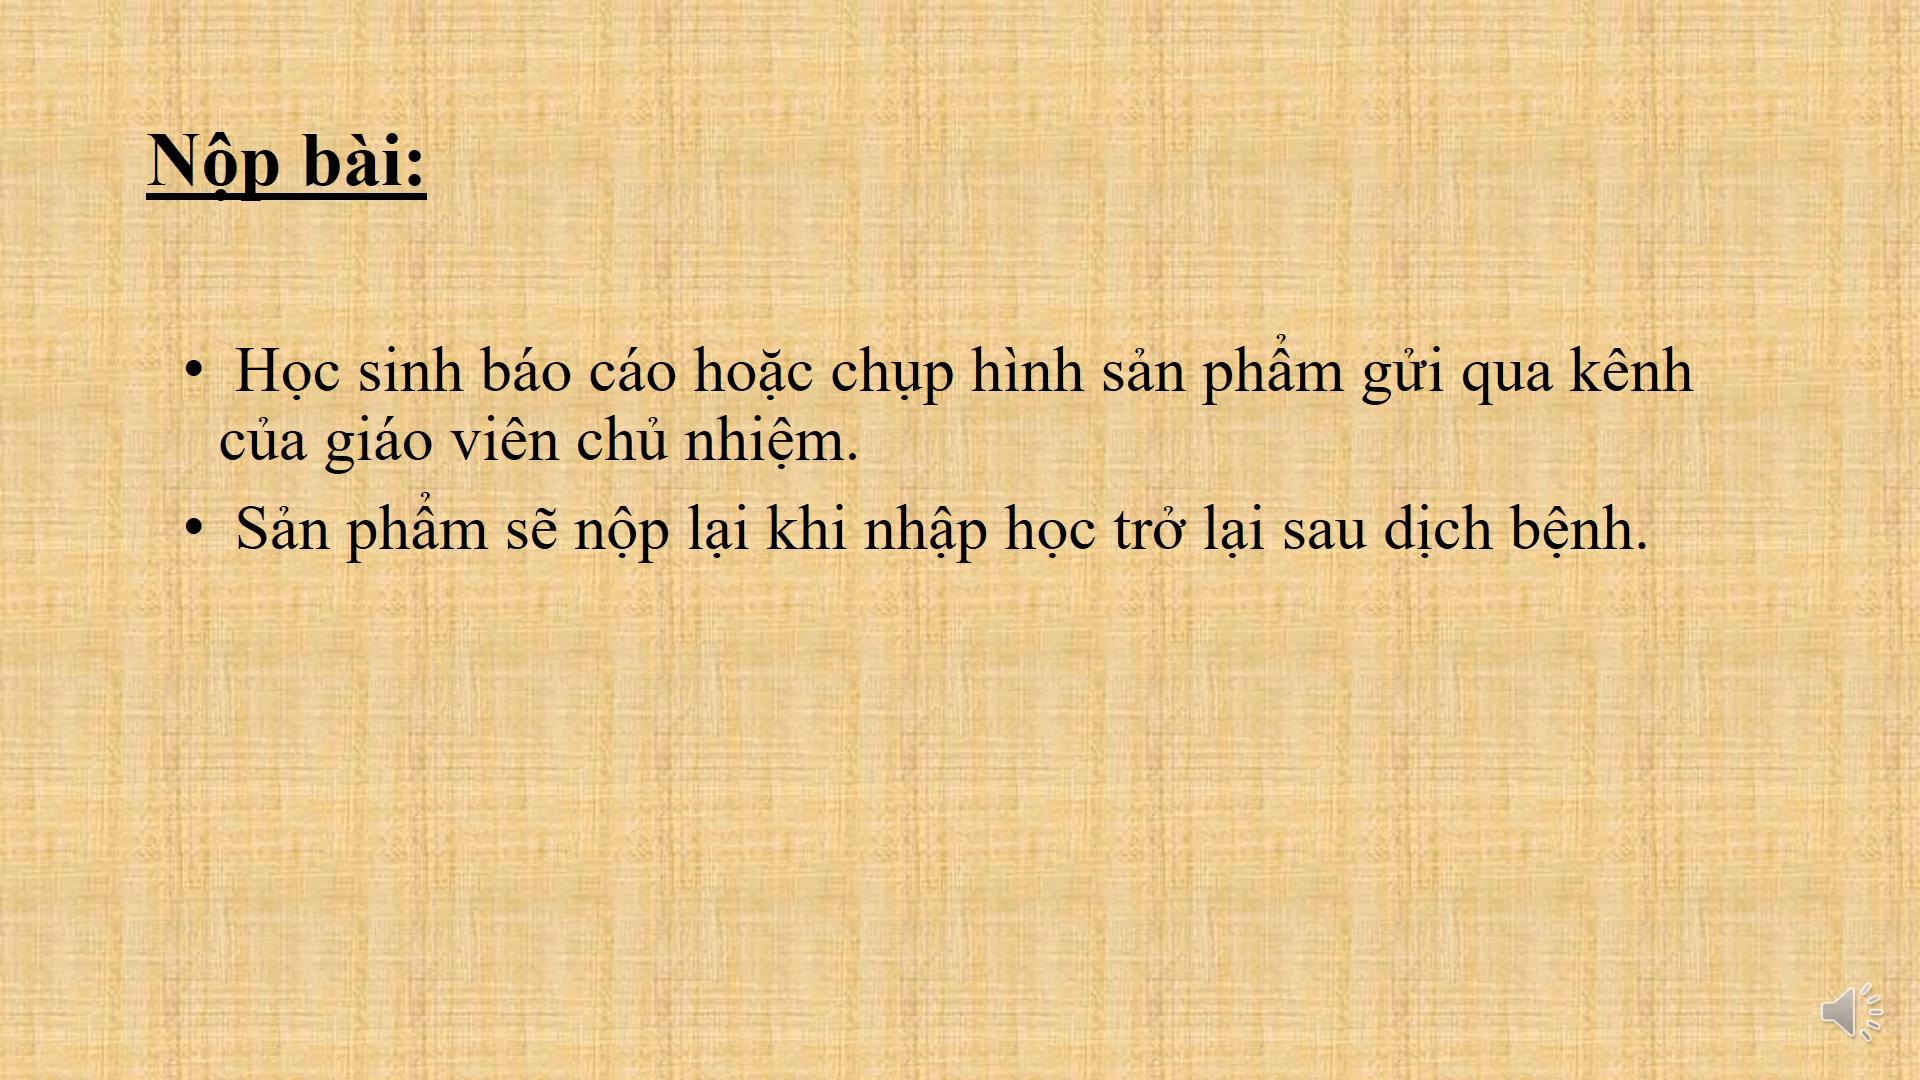 Nộp bài:
• Học sinh báo cáo hoặc chụp hình sản phẩm gửi qua kênh
của giáo viên chủ nhiệm.
• Sản phẩm sẽ nộp lại khi nhập học trở lại sau dịch bệnh.